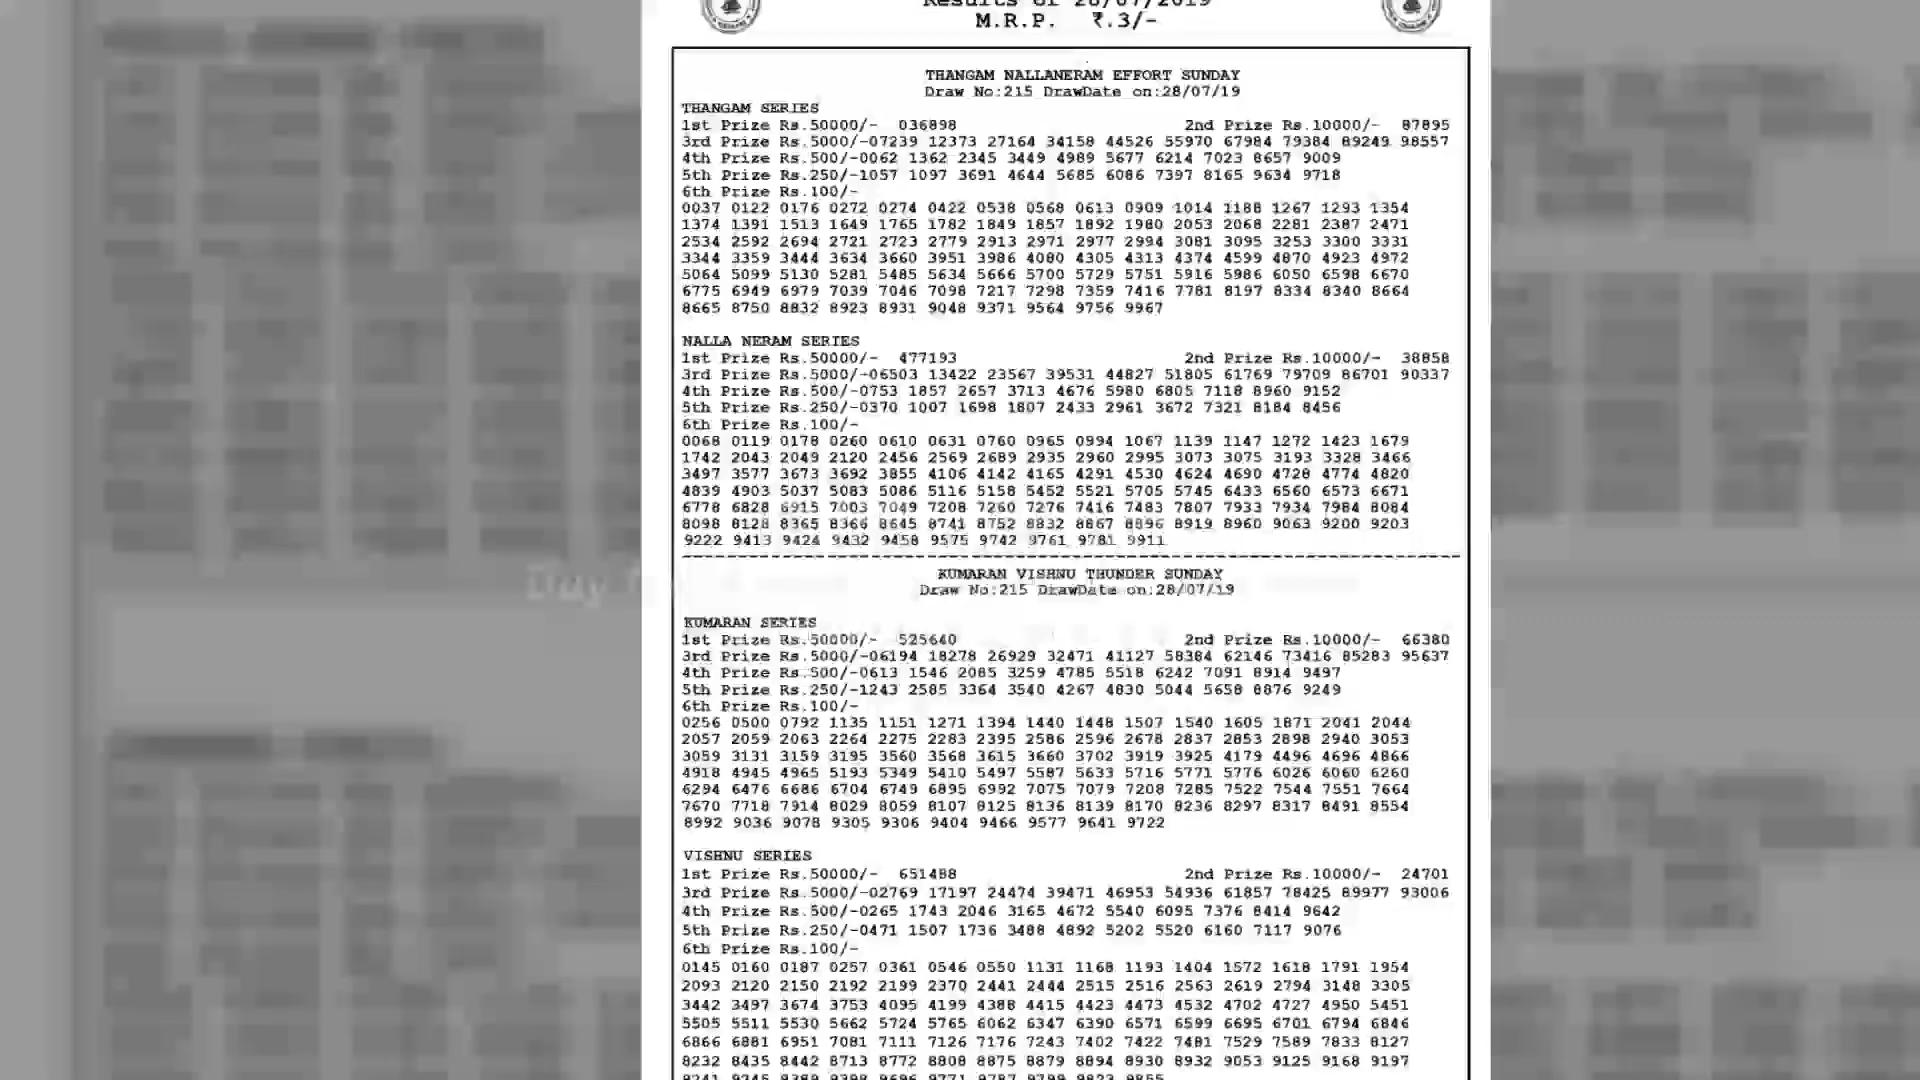 Results of 28/07/2019
M.R.P. ₹.3/-
THANGAM NALLANERAM EFFORT SUNDAY
Draw No:215 DrawDate on:28/07/19
THANGAM SERIES
1st Prize Rs.50000/- 036898 2nd Prize Rs.10000/- 87895
3rd Prize Rs.5000/-07239 12373 27164 34158 44526 55970 67984 79384 89249 98557
4th Prize Rs.500/-0062 1362 2345 3449 4989 5677 6214 7023 8657 9009
5th Prize Rs.250/-1057 1097 3691 4644 5685 6086 7397 8165 9634 9718
6th Prize Rs.100/-
0037 0122 0176 0272 0274 0422 0538 0568 0613 0909 1014 1188 1267 1293 1354
1374 1391 1513 1649 1765 1782 1849 1857 1892 1980 2053 2068 2281 2387 2471
2534 2592 2694 2721 2723 2779 2913 2971 2977 2994 3081 3095 3253 3300 3331
3344 3359 3444 3634 3660 3951 3986 4080 4305 4313 4374 4599 4870 4923 4972
5064 5099 5130 5281 5485 5634 5666 5700 5729 5751 5916 5986 6050 6598 6670
6775 6949 6979 7039 7046 7098 7217 7298 7359 7416 7781 8197 8334 8340 8664
8665 8750 8832 8923 8931 9048 9371 9564 9756 9967
NALLA NERAM SERIES
1st Prize Rs.50000/- 477193 2nd Prize Rs.10000/- 38858
3rd Prize Rs.5000/-06503 13422 23567 39531 44827 51805 61769 79709 86701 90337
4th Prize Rs.500/-0753 1857 2657 3713 4676 5980 6805 7118 8960 9152
5th Prize Rs.250/-0370 1007 1698 1807 2433 2961 3672 7321 8184 8456
6th Prize Rs.100/-
0068 0119 0178 0260 0610 0631 0760 0965 0994 1067 1139 1147 1272 1423 1679
1742 2043 2049 2120 2456 2569 2689 2935 2960 2995 3073 3075 3193 3328 3466
3497 3577 3673 3692 3855 4106 4142 4165 4291 4530 4624 4690 4728 4774 4820
4839 4903 5037 5083 5086 5116 5158 5452 5521 5705 5745 6433 6560 6573 6671
6778 6828 6915 7003 7049 7208 7260 7276 7416 7483 7807 7933 7934 7984 8084
8098 8128 8365 8366 8645 8741 8752 8832 8867 8896 8919 8960 9063 9200 9203
9222 9413 9424 9432 9458 9575 9742 9761 9781 9911
KUMARAN VISHNU THUNDER SUNDAY
Draw No:215 DrawDate on:28/07/19
KUMARAN SERIES
1st Prize Rs.50000/- 525640 2nd Prize Rs.10000/- 66380
3rd Prize Rs.5000/-06194 18278 26929 32471 41127 58384 62146 73416 85283 95637
4th Prize Rs.500/-0613 1546 2085 3259 4785 5518 6242 7091 8914 9497
5th Prize Rs.250/-1243 2585 3364 3540 4267 4830 5044 5658 8876 9249
6th Prize Rs.100/-
0256 0500 0792 1135 1151 1271 1394 1440 1448 1507 1540 1605 1871 2041 2044
2057 2059 2063 2264 2275 2283 2395 2586 2596 2678 2837 2853 2898 2940 3053
3059 3131 3159 3195 3560 3568 3615 3660 3702 3919 3925 4179 4496 4696 4866
4918 4945 4965 5193 5349 5410 5497 5587 5633 5716 5771 5776 6026 6060 6260
6294 6476 6686 6704 6749 6895 6992 7075 7079 7208 7285 7522 7544 7551 7664
7670 7718 7914 8029 8059 8107 8125 8136 8139 8170 8236 8297 8317 8491 8554
8992 9036 9078 9305 9306 9404 9466 9577 9641 9722
VISHNU SERIES
1st Prize Rs.50000/- 651488 2nd Prize Rs.10000/- 24701
3rd Prize Rs.5000/-02769 17197 24474 39471 46953 54936 61857 78425 89977 93006
4th Prize Rs.500/-0265 1743 2046 3165 4672 5540 6095 7376 8414 9642
5th Prize Rs.250/-0471 1507 1736 3488 4892 5202 5520 6160 7117 9076
6th Prize Rs.100/-
0145 0160 0187 0257 0361 0546 0550 1131 1168 1193 1404 1572 1618 1791 1954
2093 2120 2150 2192 2199 2370 2441 2444 2515 2516 2563 2619 2794 3148 3305
3442 3497 3674 3753 4095 4199 4388 4415 4423 4473 4532 4702 4727 4950 5451
5505 5511 5530 5662 5724 5765 6062 6347 6390 6571 6599 6695 6701 6794 6846
6866 6881 6951 7081 7111 7126 7176 7243 7402 7422 7481 7529 7589 7833 8127
8232 8435 8442 8713 8772 8808 8875 8879 8894 8930 8932 9053 9125 9168 9197